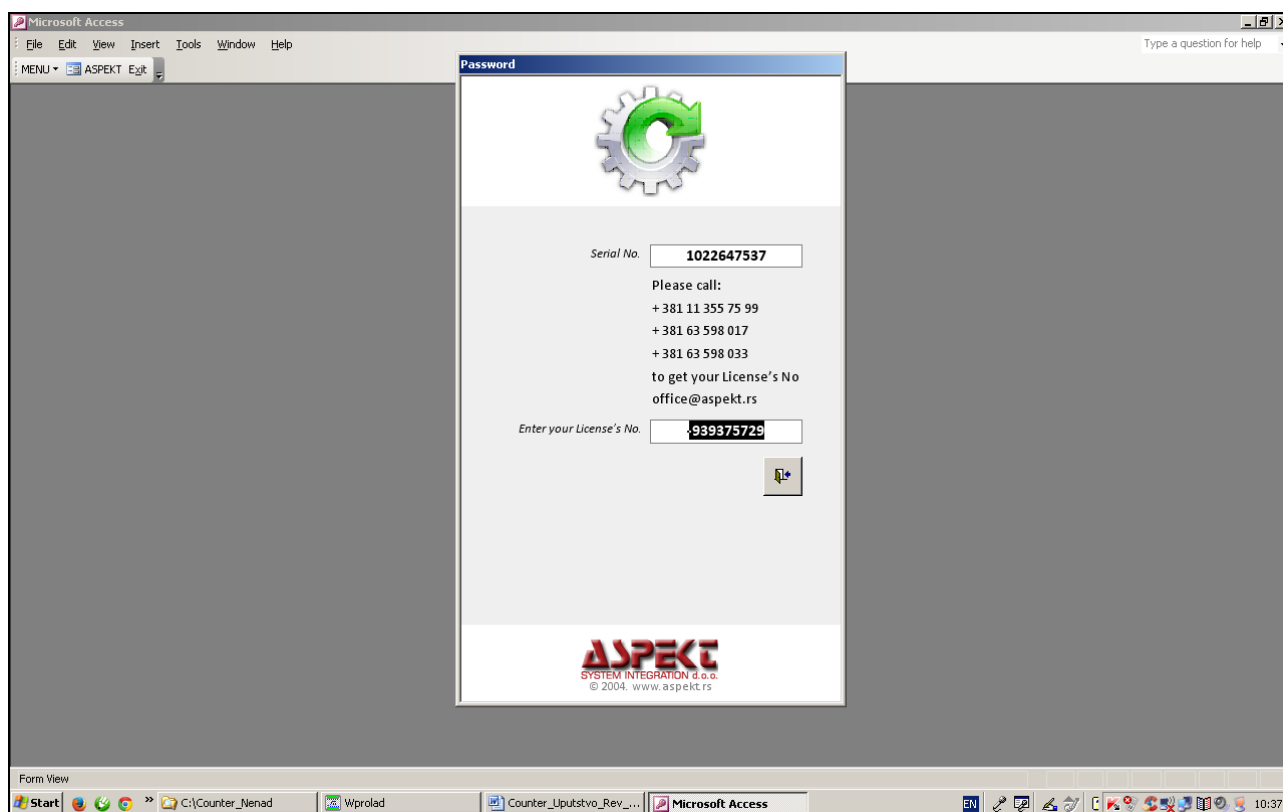 Microsoft Access
File Edit View Insert Tools Window Help
Type a question for help
MENU ASPEKT Exit
Password
Serial No. 1022647537
Please call:
+ 381 11 355 75 99
+ 381 63 598 017
+ 381 63 598 033
to get your License's No
office@aspekt.rs
Enter your License's No. -939375729
ASPEKT
SYSTEM INTEGRATION d.o.o.
© 2004. www.aspekt.rs
Form View
Start » C:\Counter_Nenad Wprolad Counter_Uputstvo_Rev_... Microsoft Access EN 10:37